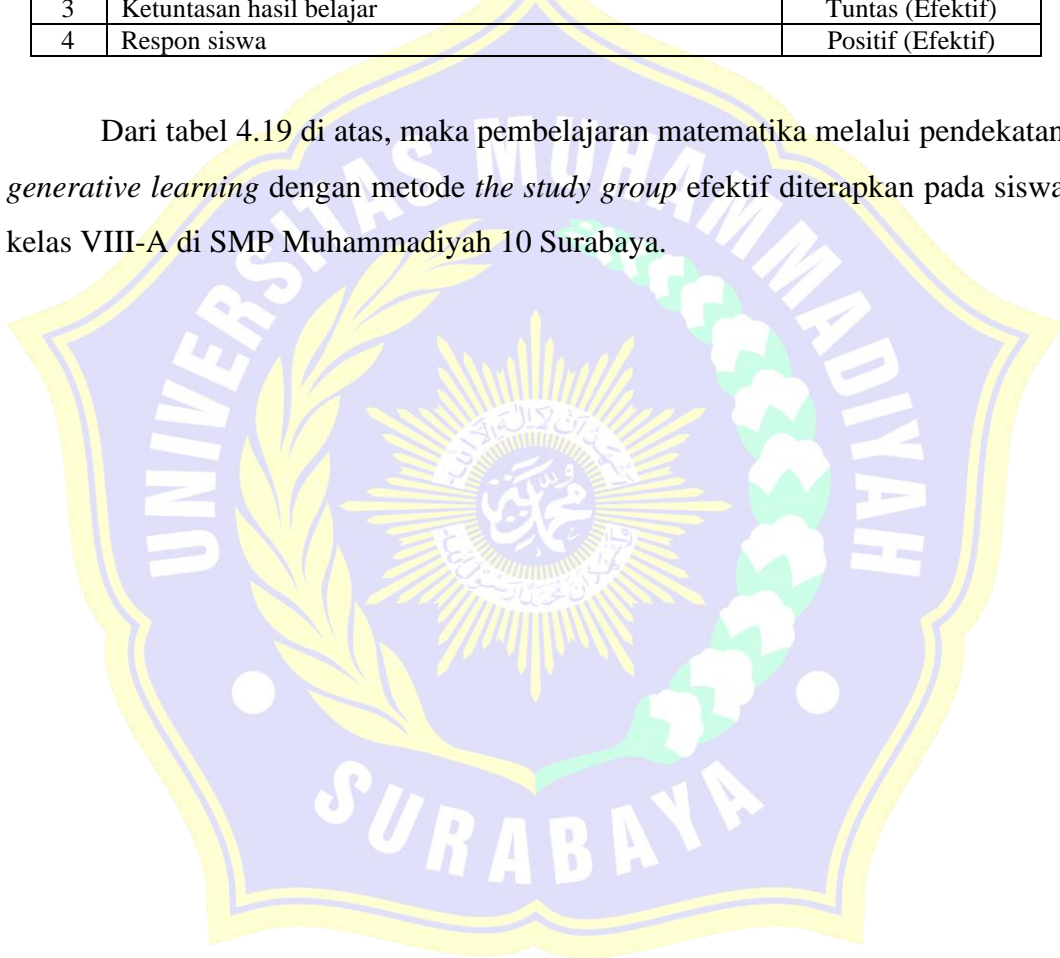 3 Ketuntasan hasil belajar Tuntas (Efektif)
4 Respon siswa Positif (Efektif)
Dari tabel 4.19 di atas, maka pembelajaran matematika melalui pendekatan
generative learning dengan metode the study group efektif diterapkan pada siswa
kelas VIII-A di SMP Muhammadiyah 10 Surabaya.
UNIVERSITAS MUHAMMADIYAH
SURABAYA